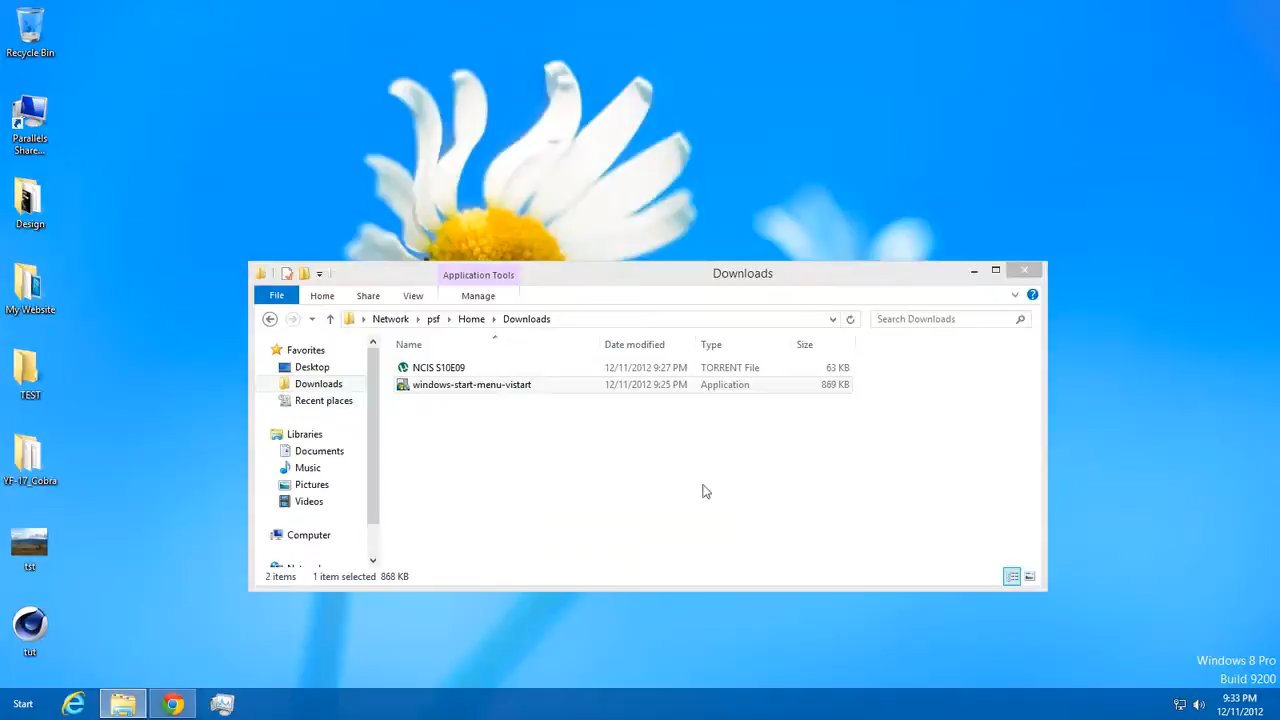 Recycle Bin
Parallels
Share...
Design
My Website
TEST
YF-17_Cobra
tst
tut
Application Tools
Downloads
File
Home
Share
View
Manage
Network
psf
Home
Downloads
Search Downloads
Favorites
Desktop
Downloads
Recent places
Libraries
Documents
Music
Pictures
Videos
Computer
Name
Date modified
Type
Size
NCIS S10E09
12/11/2012 9:27 PM
TORRENT File
63 KB
windows-start-menu-vistart
12/11/2012 9:25 PM
Application
869 KB
2 items
1 item selected 868 KB
Windows 8 Pro
Build 9200
Start
9:33 PM
12/11/2012